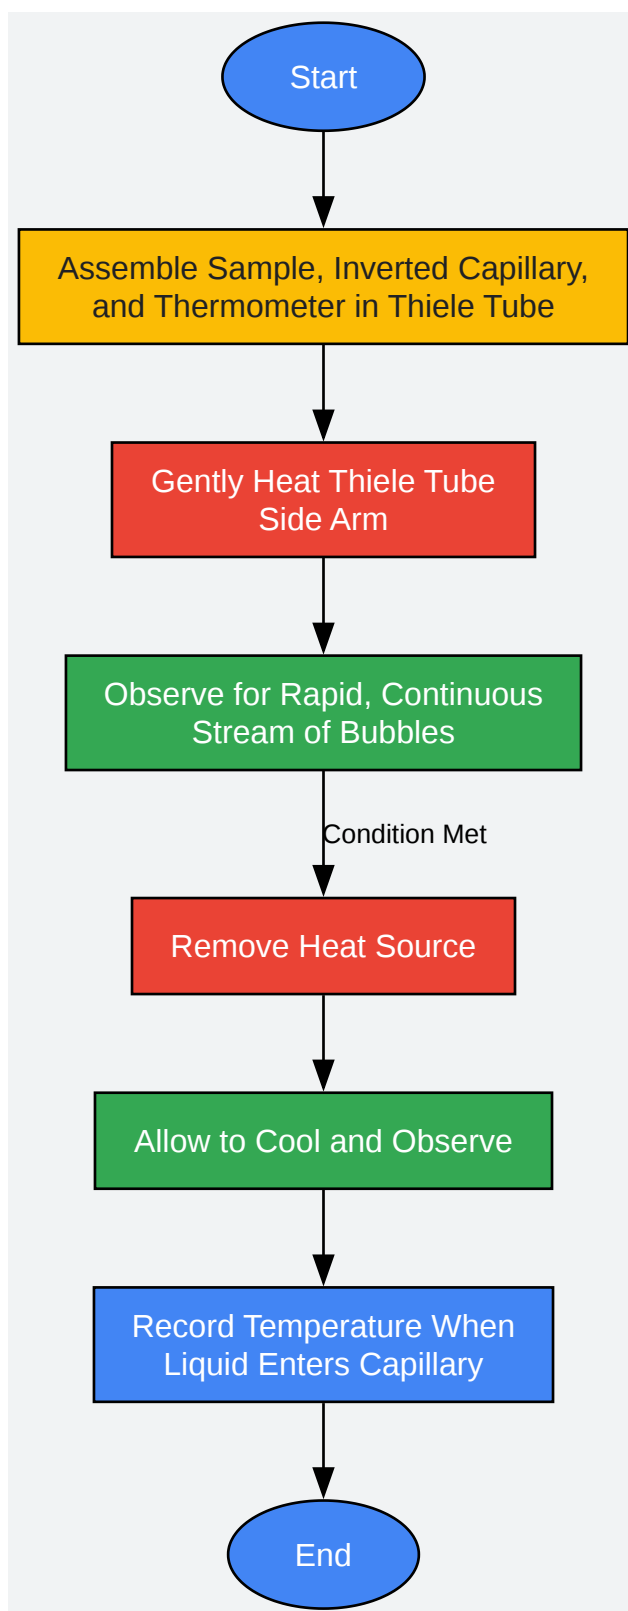 Start
Assemble Sample, Inverted Capillary,
and Thermometer in Thiele Tube
Gently Heat Thiele Tube
Side Arm
Observe for Rapid, Continuous
Stream of Bubbles
Condition Met
Remove Heat Source
Allow to Cool and Observe
Record Temperature When
Liquid Enters Capillary
End